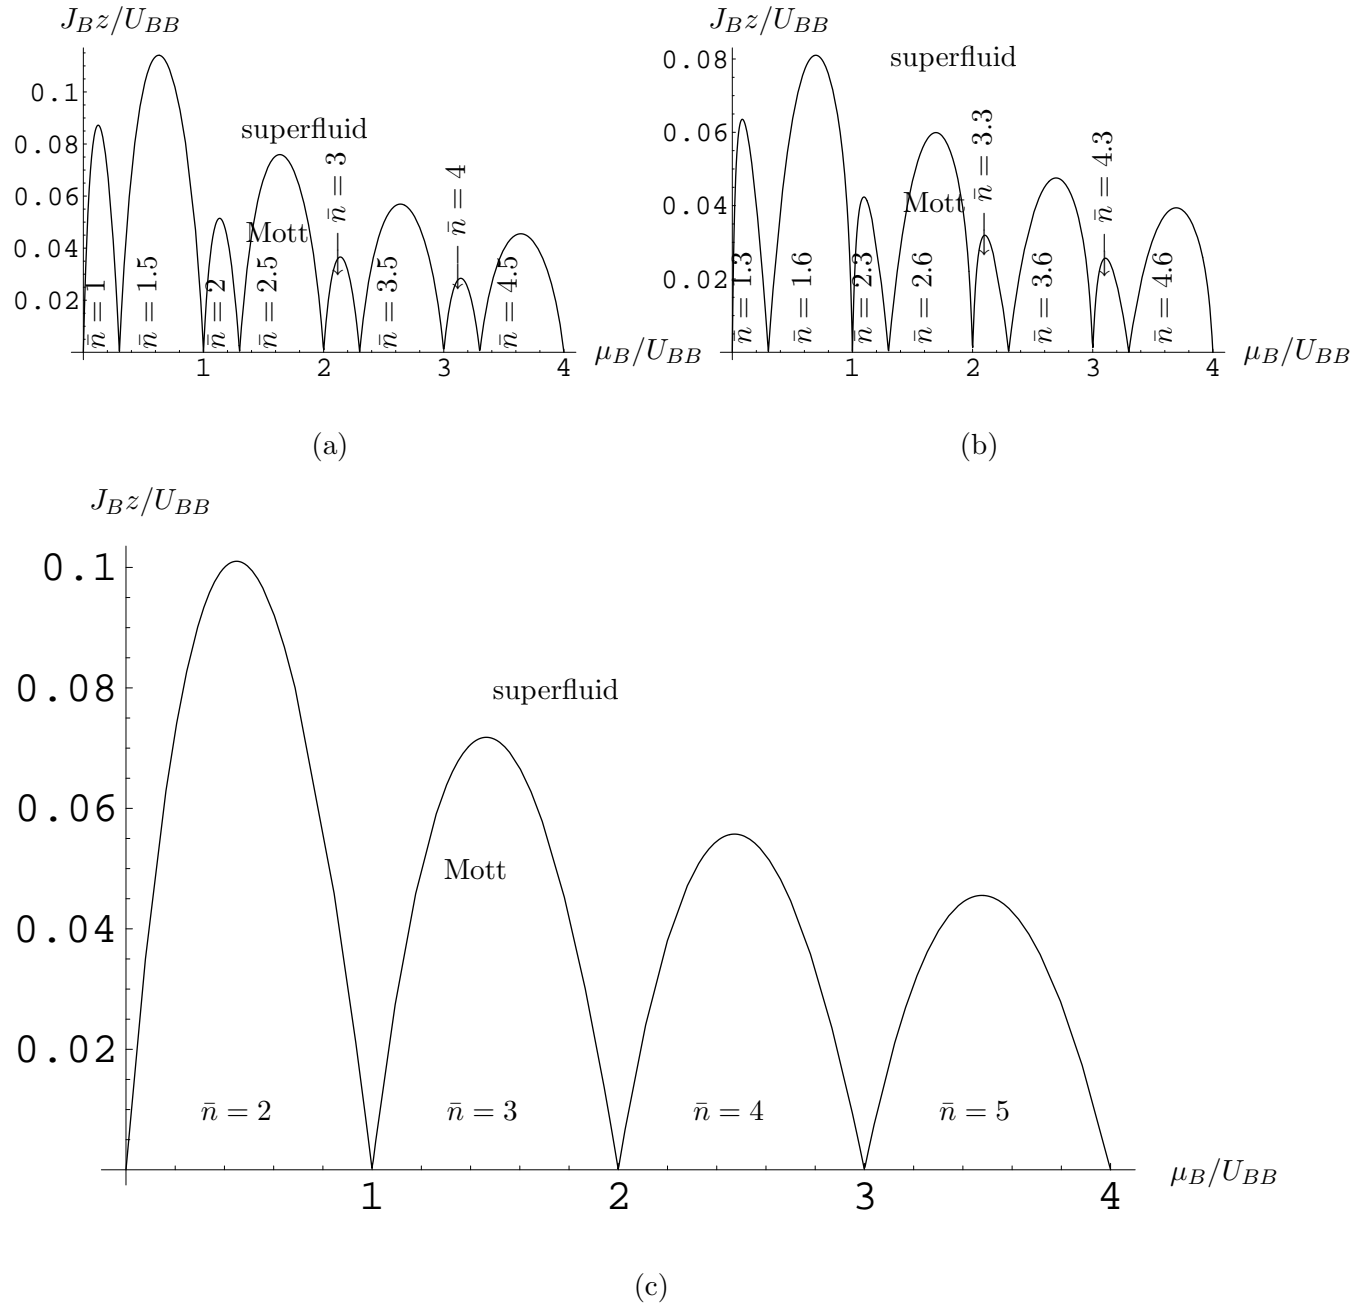 J_B z/U_BB
0.1
0.08
0.06
0.04
0.02
superfluid
Mott
n̄ = 1
n̄ = 1.5
n̄ = 2
n̄ = 2.5
n̄ = 3
n̄ = 3.5
n̄ = 4
n̄ = 4.5
1 2 3 4
μ_B/U_BB
(a)
J_B z/U_BB
0.08
0.06
0.04
0.02
superfluid
Mott
n̄ = 1.3
n̄ = 1.6
n̄ = 2.3
n̄ = 2.6
n̄ = 3.3
n̄ = 3.6
n̄ = 4.3
n̄ = 4.6
1 2 3 4
μ_B/U_BB
(b)
J_B z/U_BB
0.1
0.08
0.06
0.04
0.02
superfluid
Mott
n̄ = 2 n̄ = 3 n̄ = 4 n̄ = 5
1 2 3 4
μ_B/U_BB
(c)